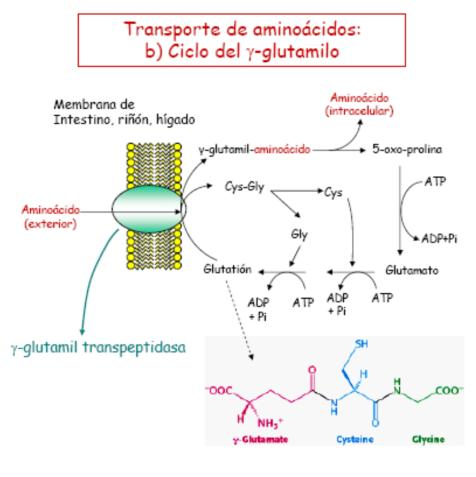 Transporte de aminoácidos:
b) Ciclo del γ-glutamilo
Membrana de
Intestino, riñón, hígado
Aminoácido
(intracelular)
γ-glutamil-aminoácido
5-oxo-prolina
Cys-Gly
Cys
ATP
Aminoácido
(exterior)
Gly
ADP+Pi
Glutatión
Glutamato
ADP
+ Pi
ATP
ADP
+ Pi
ATP
γ-glutamil transpeptidasa
SH
⁻OOC
O
H
H
N
COO⁻
H
NH₃⁺
N
H
O
γ-Glutamate
Cysteine
Glycine